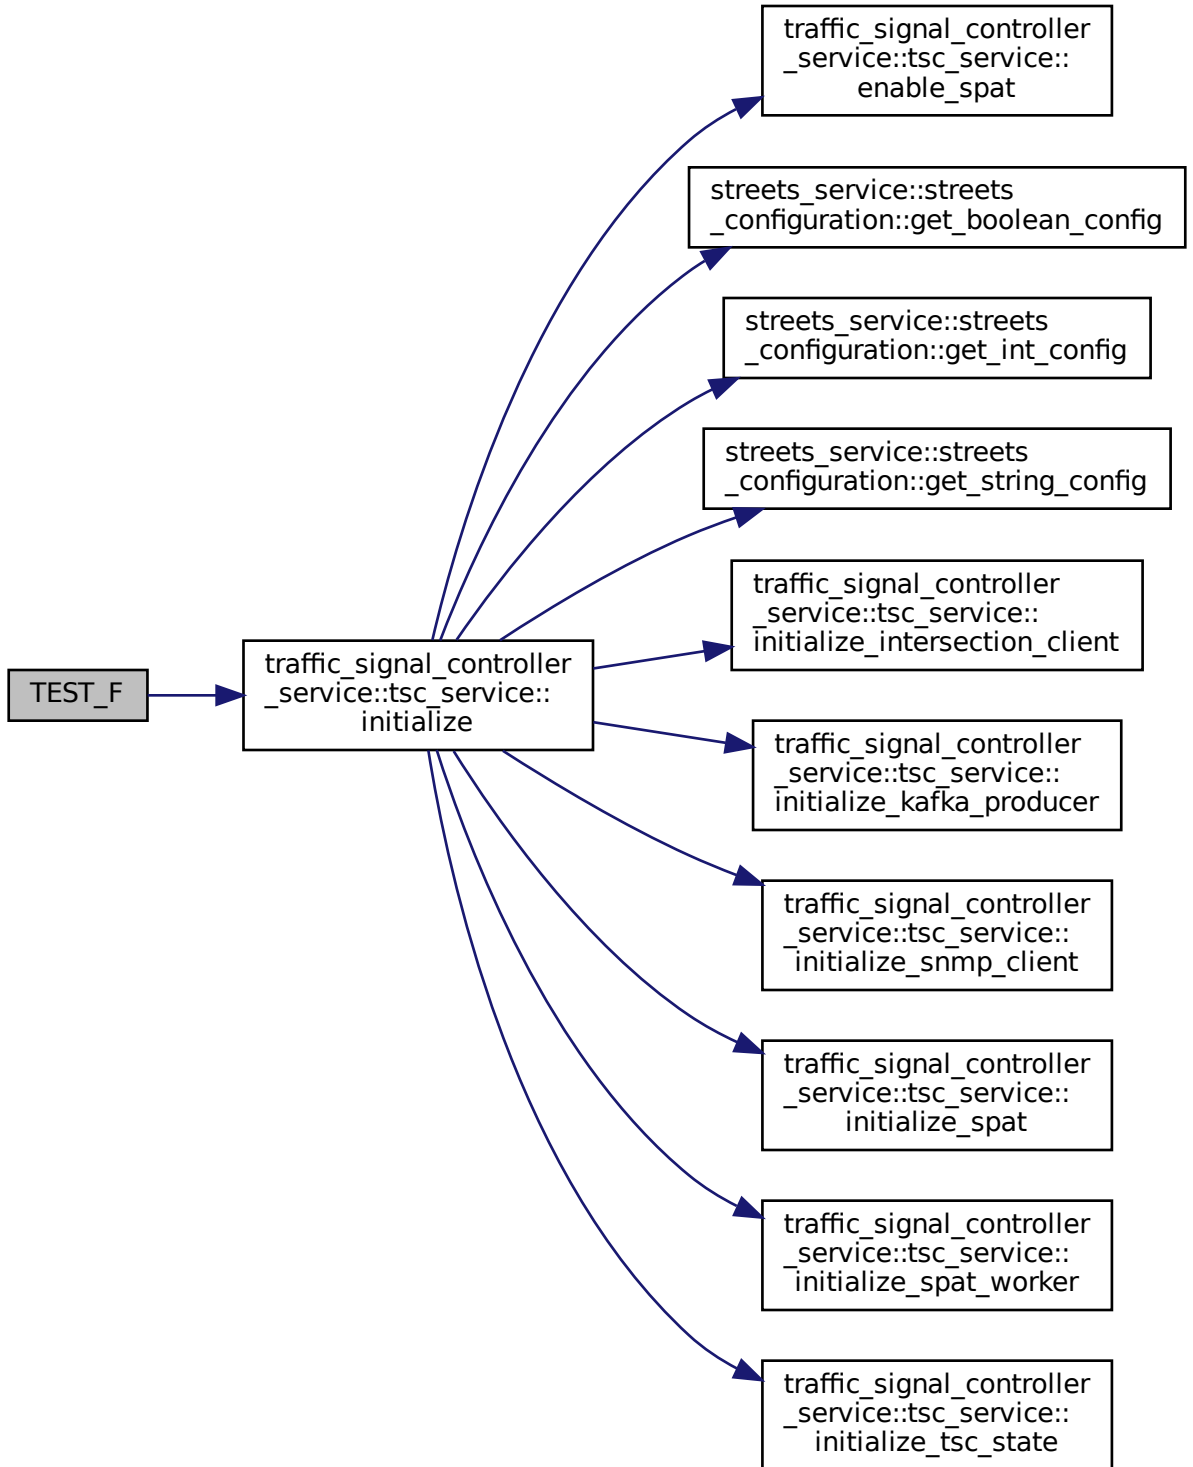 TEST_F
traffic_signal_controller
_service::tsc_service::
initialize
traffic_signal_controller
_service::tsc_service::
enable_spat
streets_service::streets
_configuration::get_boolean_config
streets_service::streets
_configuration::get_int_config
streets_service::streets
_configuration::get_string_config
traffic_signal_controller
_service::tsc_service::
initialize_intersection_client
traffic_signal_controller
_service::tsc_service::
initialize_kafka_producer
traffic_signal_controller
_service::tsc_service::
initialize_snmp_client
traffic_signal_controller
_service::tsc_service::
initialize_spat
traffic_signal_controller
_service::tsc_service::
initialize_spat_worker
traffic_signal_controller
_service::tsc_service::
initialize_tsc_state